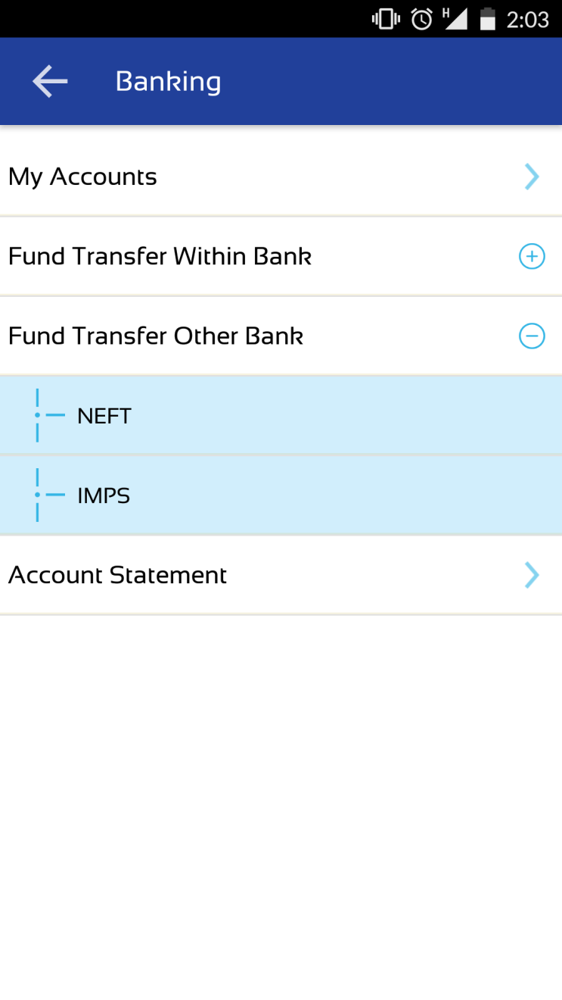 H 2:03
Banking
My Accounts
Fund Transfer Within Bank
Fund Transfer Other Bank
NEFT
IMPS
Account Statement